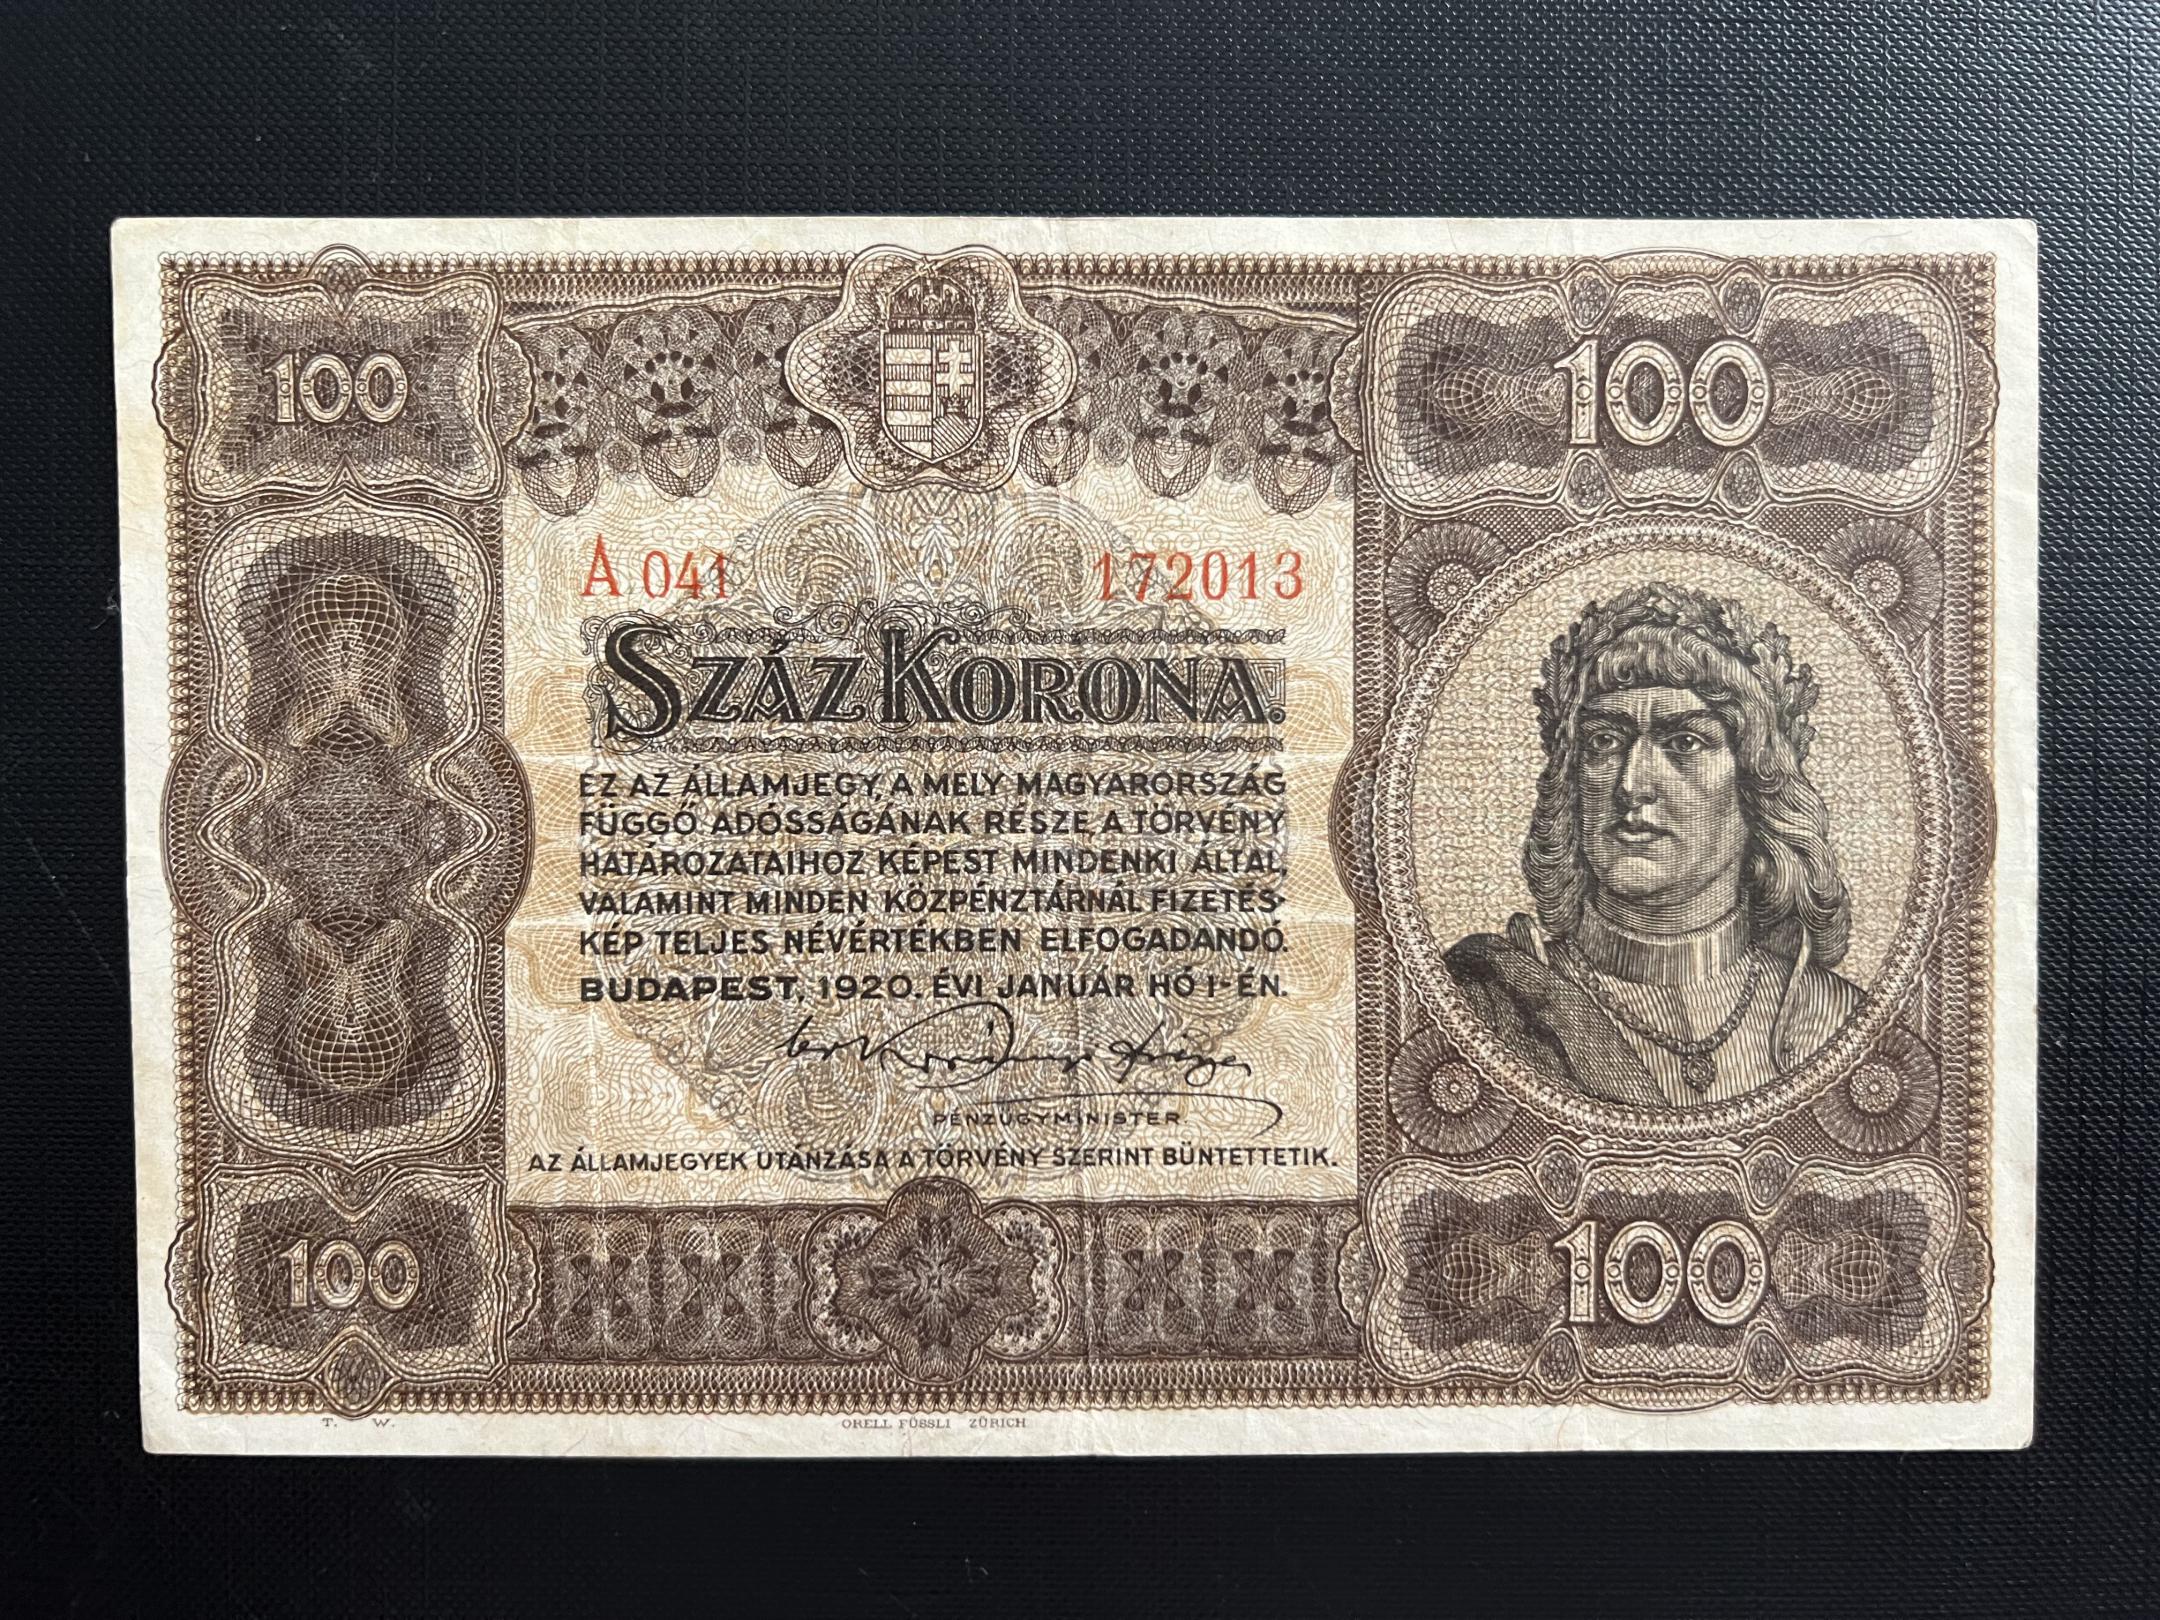 100
100
A 041 172013
SZÁZ KORONA.
EZ AZ ÁLLAMJEGY, A MELY MAGYARORSZÁG
FÜGGŐ ADÓSSÁGÁNAK RÉSZE, A TÖRVÉNY
HATÁROZATAIHOZ KÉPEST MINDENKI ÁLTAL,
VALAMINT MINDEN KÖZPÉNZTÁRNÁL FIZETÉS-
KÉP TELJES NÉVÉRTÉKBEN ELFOGADANDÓ.
BUDAPEST, 1920. ÉVI JANUÁR HÓ 1-ÉN.
PÉNZÜGYMINISTER.
AZ ÁLLAMJEGYEK UTÁNZÁSA A TÖRVÉNY SZERINT BÜNTETTETIK.
100
100
T. W. ORELL FÜSSLI ZÜRICH